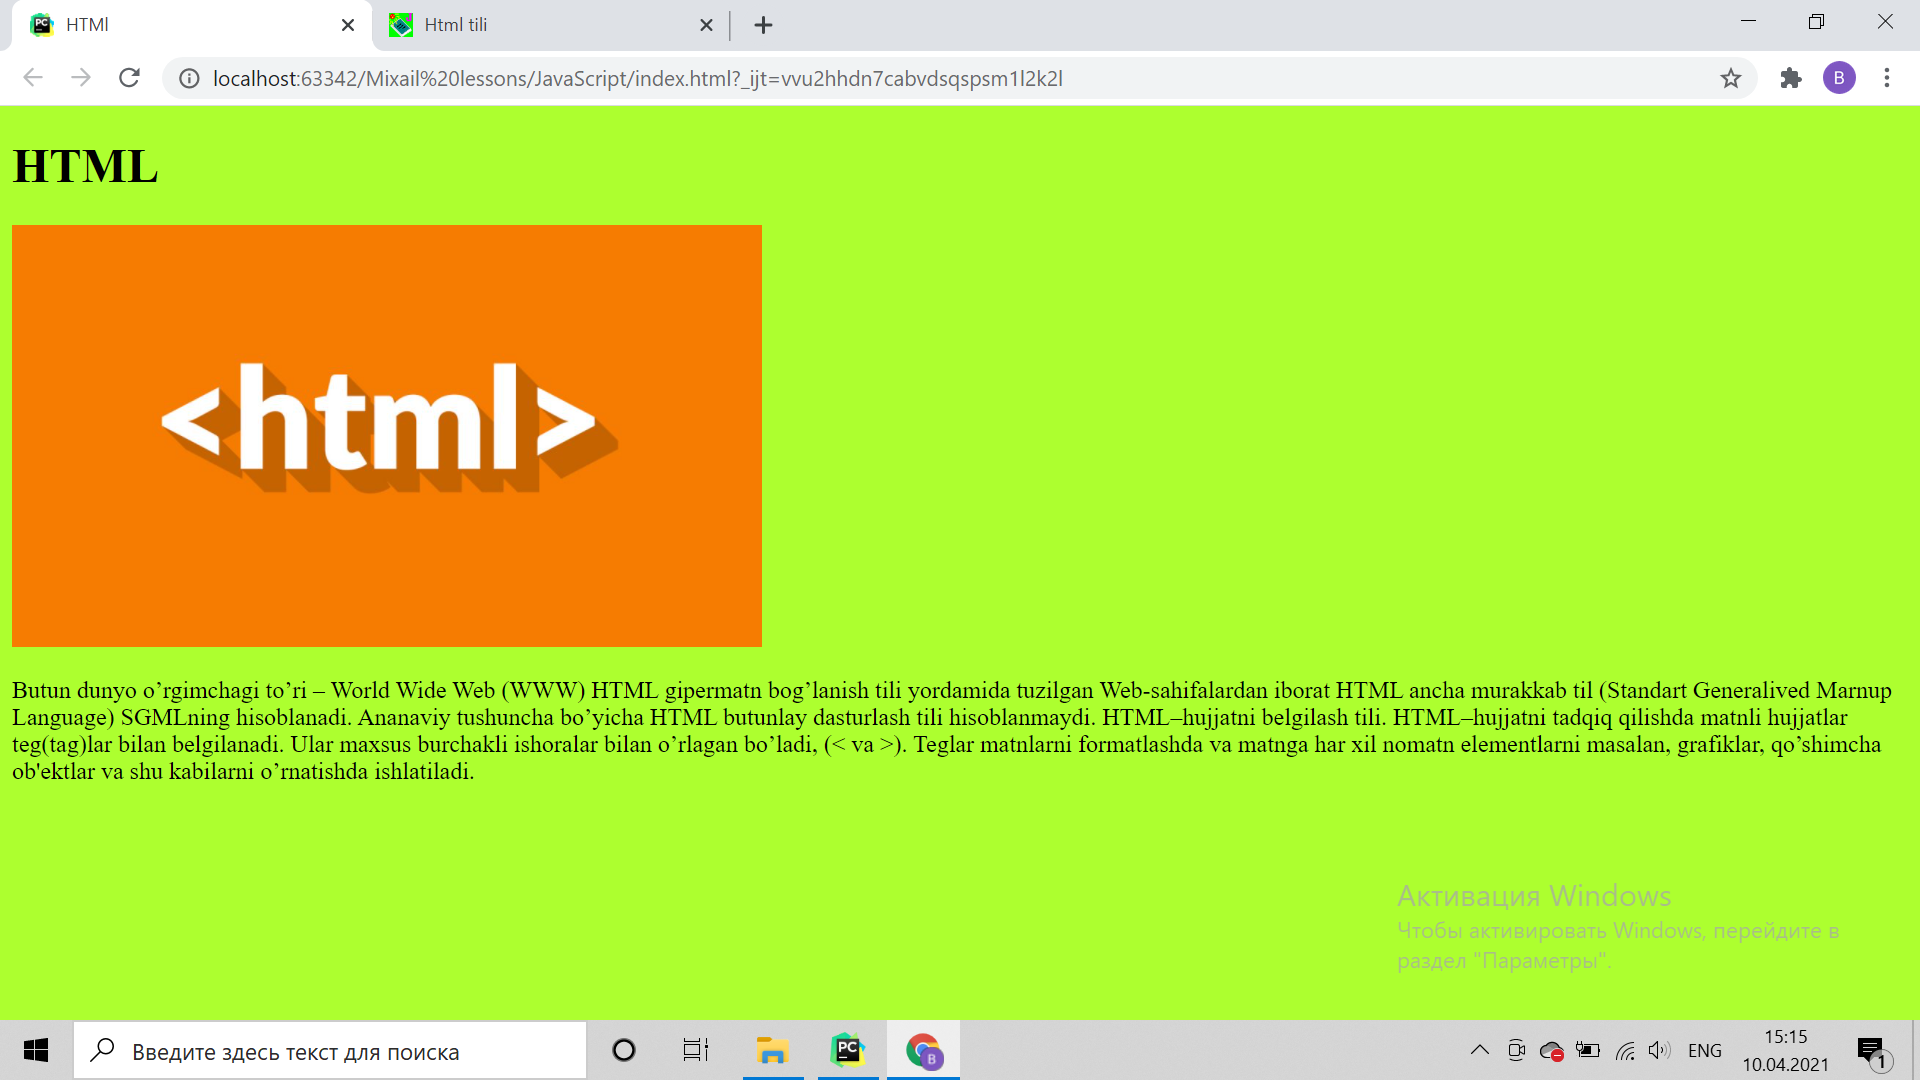 HTMl
Html tili
localhost:63342/Mixail%20lessons/JavaScript/index.html?_ijt=vvu2hhdn7cabvdsqspsm1l2k2l
B
HTML
<html>
Butun dunyo o’rgimchagi to’ri – World Wide Web (WWW) HTML gipermatn bog’lanish tili yordamida tuzilgan Web-sahifalardan iborat HTML ancha murakkab til (Standart Generalived Marnup
Language) SGMLning hisoblanadi. Ananaviy tushuncha bo’yicha HTML butunlay dasturlash tili hisoblanmaydi. HTML–hujjatni belgilash tili. HTML–hujjatni tadqiq qilishda matnli hujjatlar
teg(tag)lar bilan belgilanadi. Ular maxsus burchakli ishoralar bilan o’rlagan bo’ladi, (< va >). Teglar matnlarni formatlashda va matnga har xil nomatn elementlarni masalan, grafiklar, qo’shimcha
ob'ektlar va shu kabilarni o’rnatishda ishlatiladi.
Активация Windows
Чтобы активировать Windows, перейдите в
раздел "Параметры".
Введите здесь текст для поиска
PC
B
ENG
15:15
10.04.2021
1